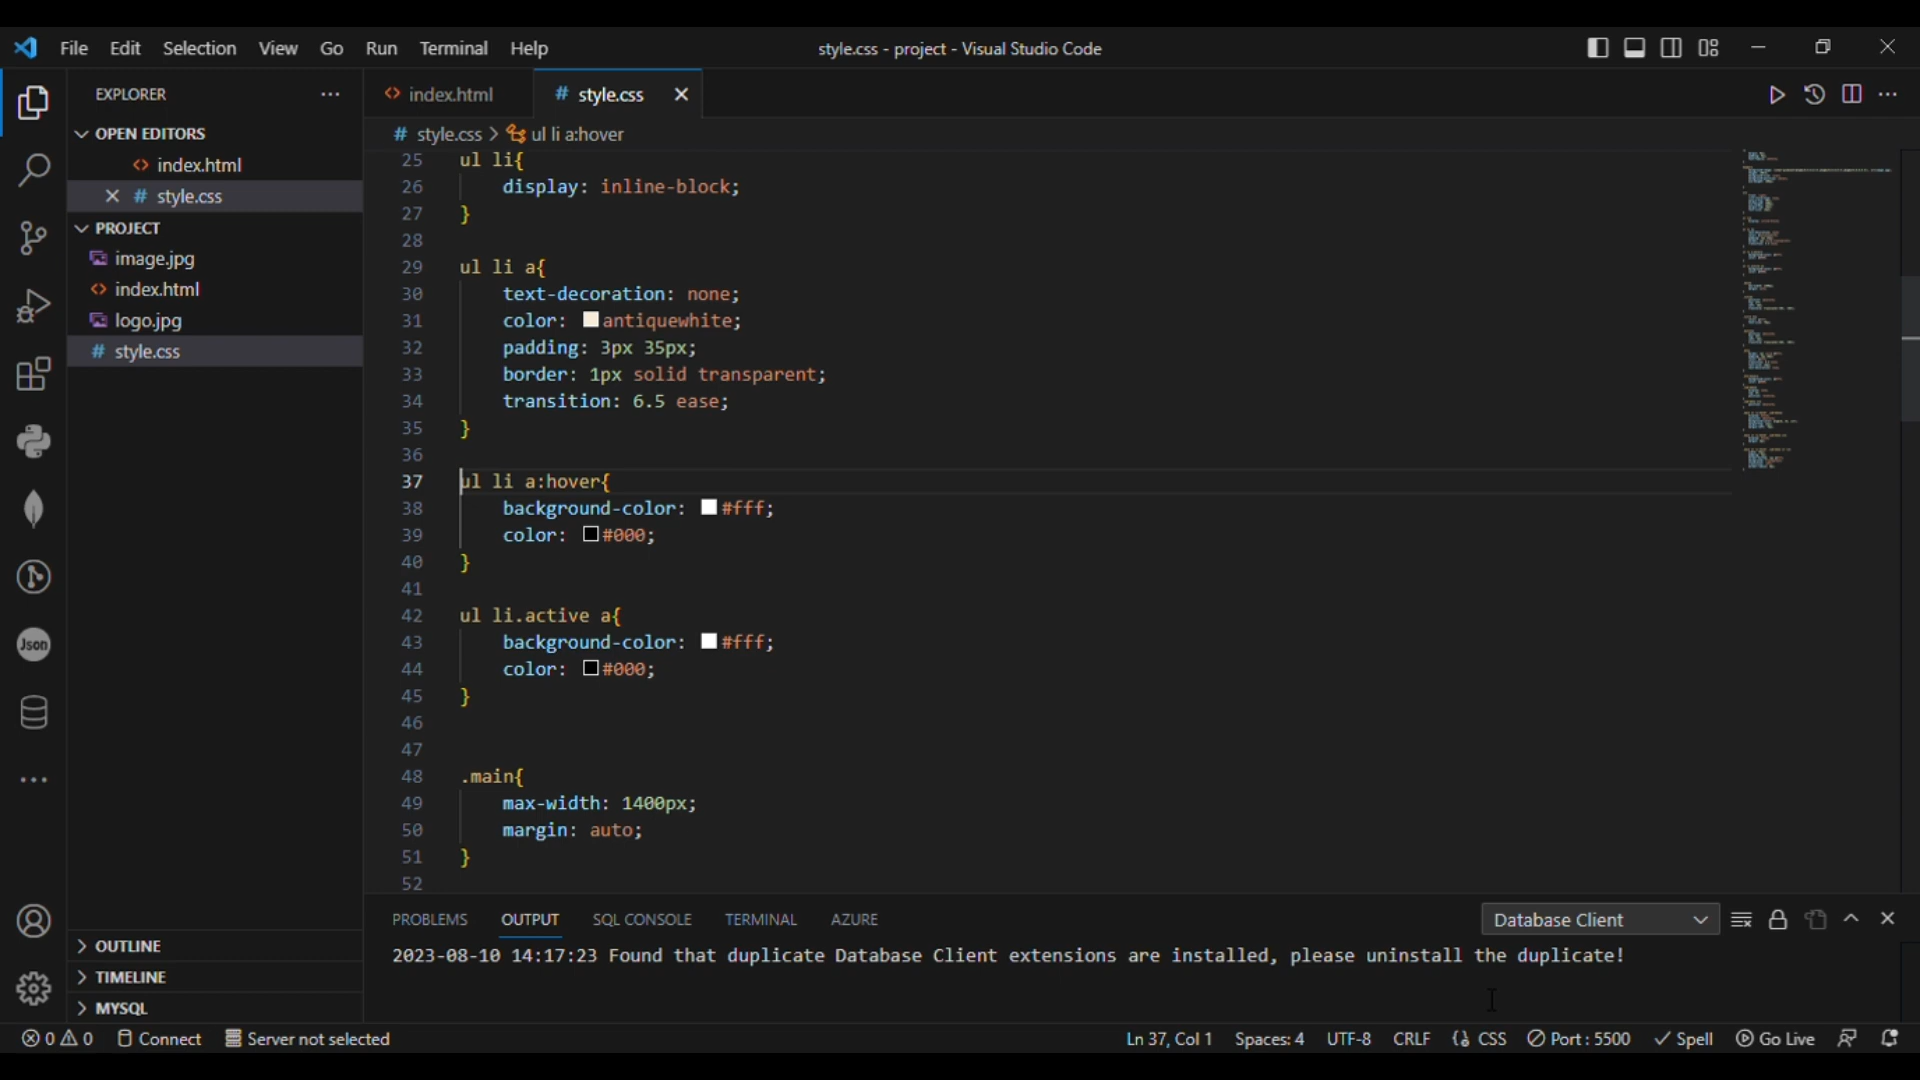 File Edit Selection View Go Run Terminal Help
style.css - project - Visual Studio Code
EXPLORER
OPEN EDITORS
index.html
# style.css
PROJECT
image.jpg
index.html
logo.jpg
# style.css
Json
OUTLINE
TIMELINE
MYSQL
index.html
# style.css
# style.css > ul li a:hover
25 ul li{
26 display: inline-block;
27 }
28
29 ul li a{
30 text-decoration: none;
31 color: antiquewhite;
32 padding: 3px 35px;
33 border: 1px solid transparent;
34 transition: 6.5 ease;
35 }
36
37 ul li a:hover{
38 background-color: #fff;
39 color: #000;
40 }
41
42 ul li.active a{
43 background-color: #fff;
44 color: #000;
45 }
46
47
48 .main{
49 max-width: 1400px;
50 margin: auto;
51 }
52
PROBLEMS OUTPUT SQL CONSOLE TERMINAL AZURE
Database Client
2023-08-10 14:17:23 Found that duplicate Database Client extensions are installed, please uninstall the duplicate!
0 0 Connect Server not selected
Ln 37, Col 1 Spaces: 4 UTF-8 CRLF {} CSS Port : 5500 Spell Go Live